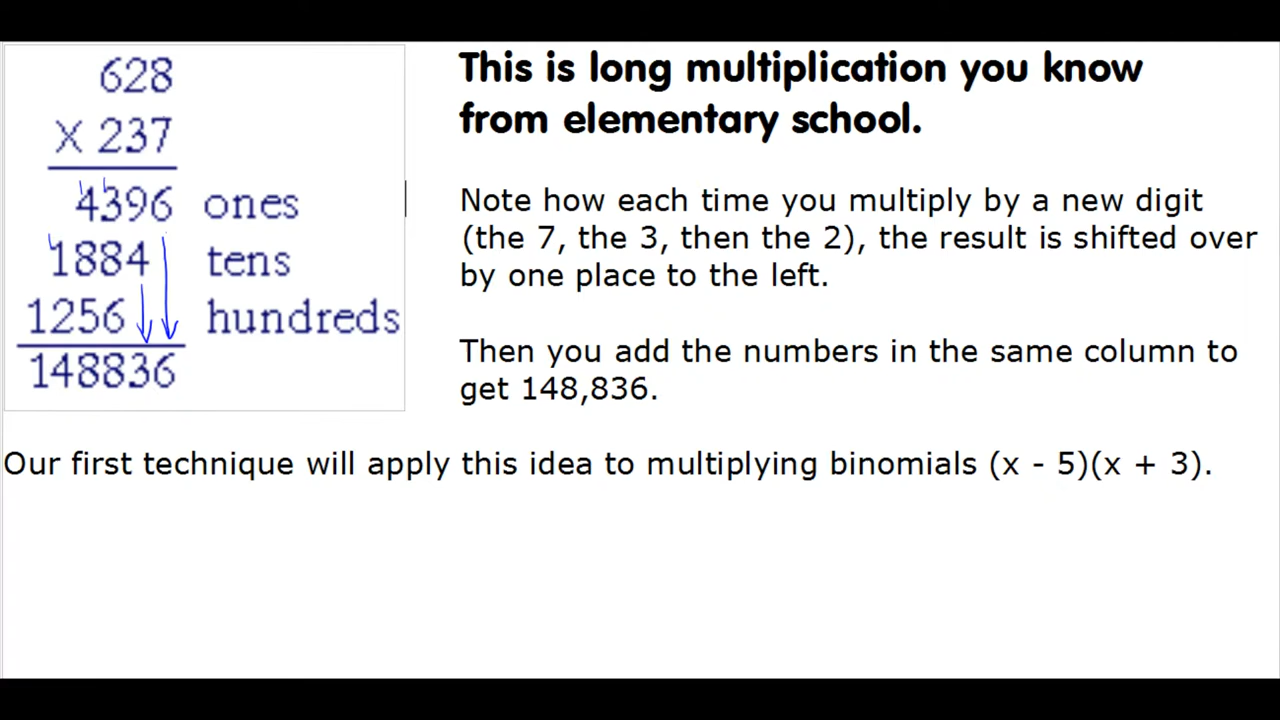 628
X 237
4396 ones
1884 tens
1256 hundreds
148836
This is long multiplication you know
from elementary school.
Note how each time you multiply by a new digit
(the 7, the 3, then the 2), the result is shifted over
by one place to the left.
Then you add the numbers in the same column to
get 148,836.
Our first technique will apply this idea to multiplying binomials (x - 5)(x + 3).